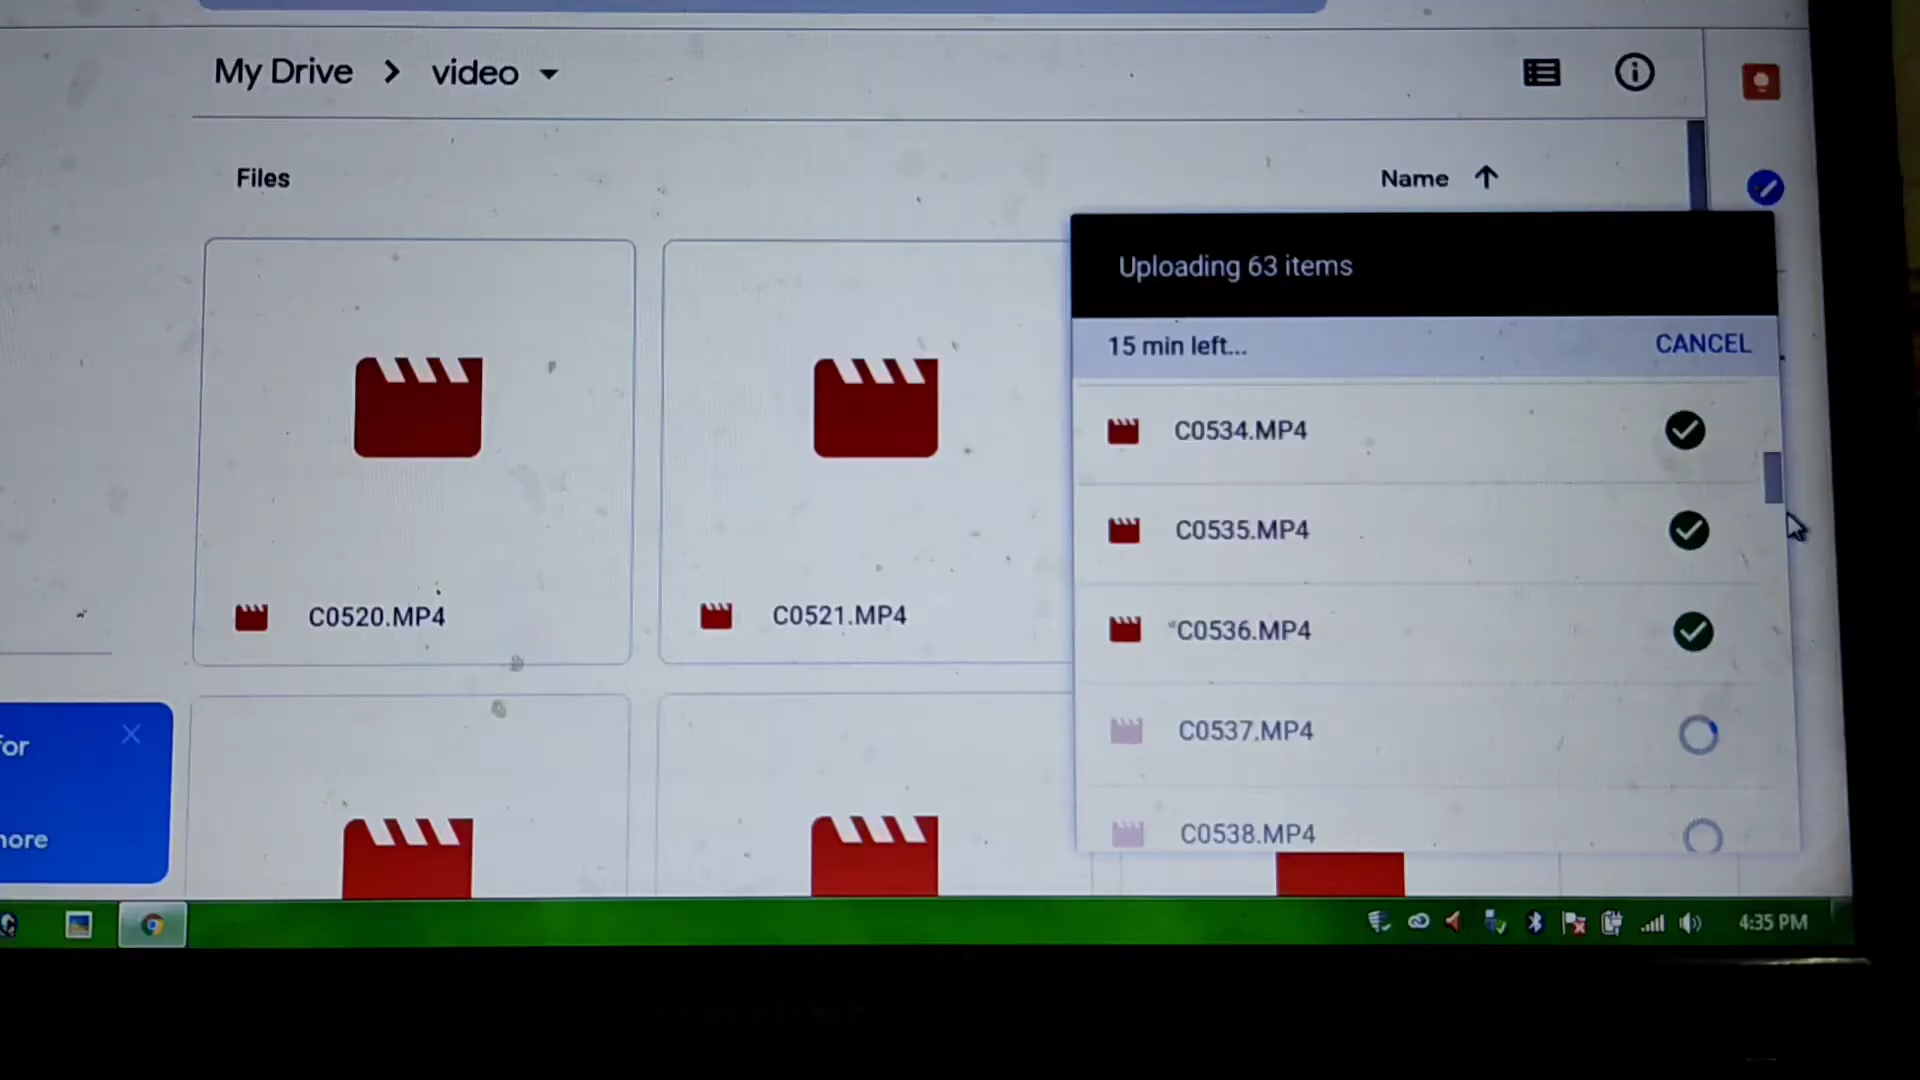 My Drive > video
Files
Name
Uploading 63 items
15 min left...
CANCEL
C0534.MP4
C0535.MP4
C0536.MP4
C0537.MP4
C0538.MP4
C0520.MP4
C0521.MP4
for
more
4:35 PM